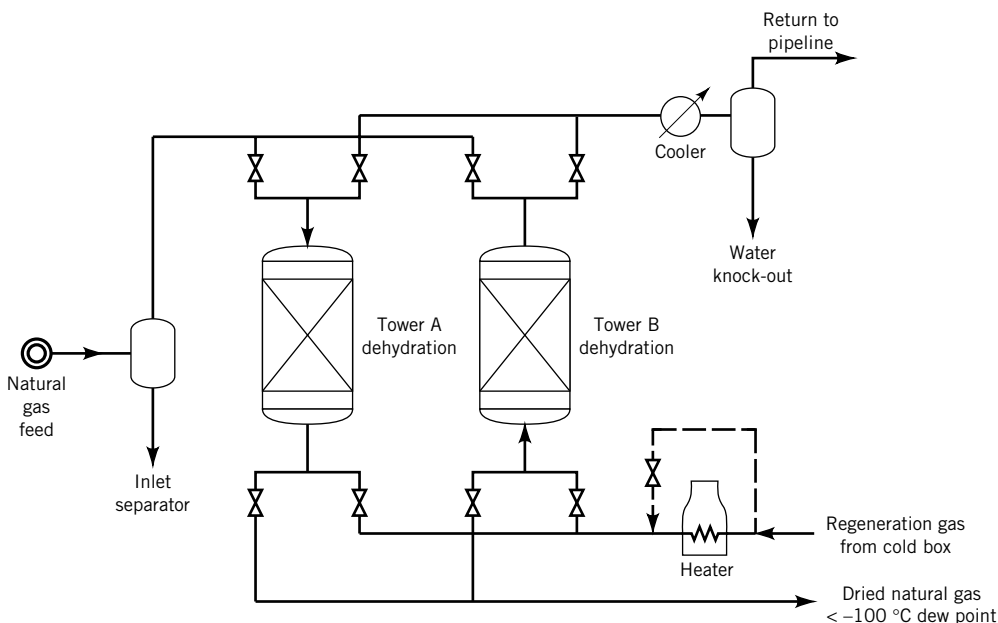 Return to
pipeline
Cooler
Water
knock-out
Tower A
dehydration
Tower B
dehydration
Natural
gas
feed
Inlet
separator
Regeneration gas
from cold box
Heater
Dried natural gas
< –100 °C dew point